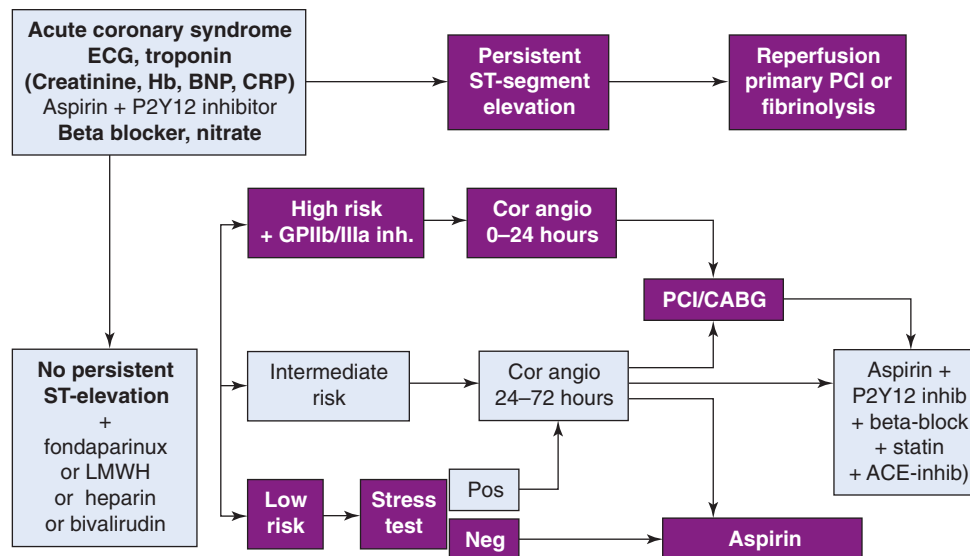 Acute coronary syndrome
ECG, troponin
(Creatinine, Hb, BNP, CRP)
Aspirin + P2Y12 inhibitor
Beta blocker, nitrate
Persistent
ST-segment
elevation
Reperfusion
primary PCI or
fibrinolysis
High risk
+ GPIIb/IIIa inh.
Cor angio
0–24 hours
PCI/CABG
No persistent
ST-elevation
+
fondaparinux
or LMWH
or heparin
or bivalirudin
Intermediate
risk
Cor angio
24–72 hours
Aspirin +
P2Y12 inhib
+ beta-block
+ statin
+ ACE-inhib)
Low
risk
Stress
test
Pos
Neg
Aspirin